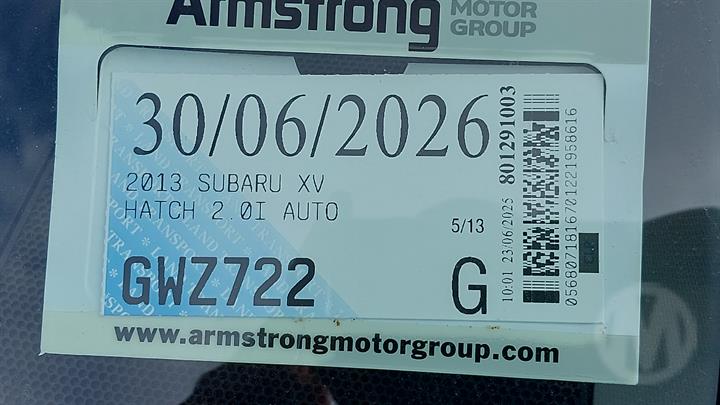 Armstrong MOTOR
GROUP
30/06/2026
2013 SUBARU XV
HATCH 2.0I AUTO
5/13
GWZ722
G
10:01 23/06/2025 801291003
0568071816701221958616
www.armstrongmotorgroup.com
M